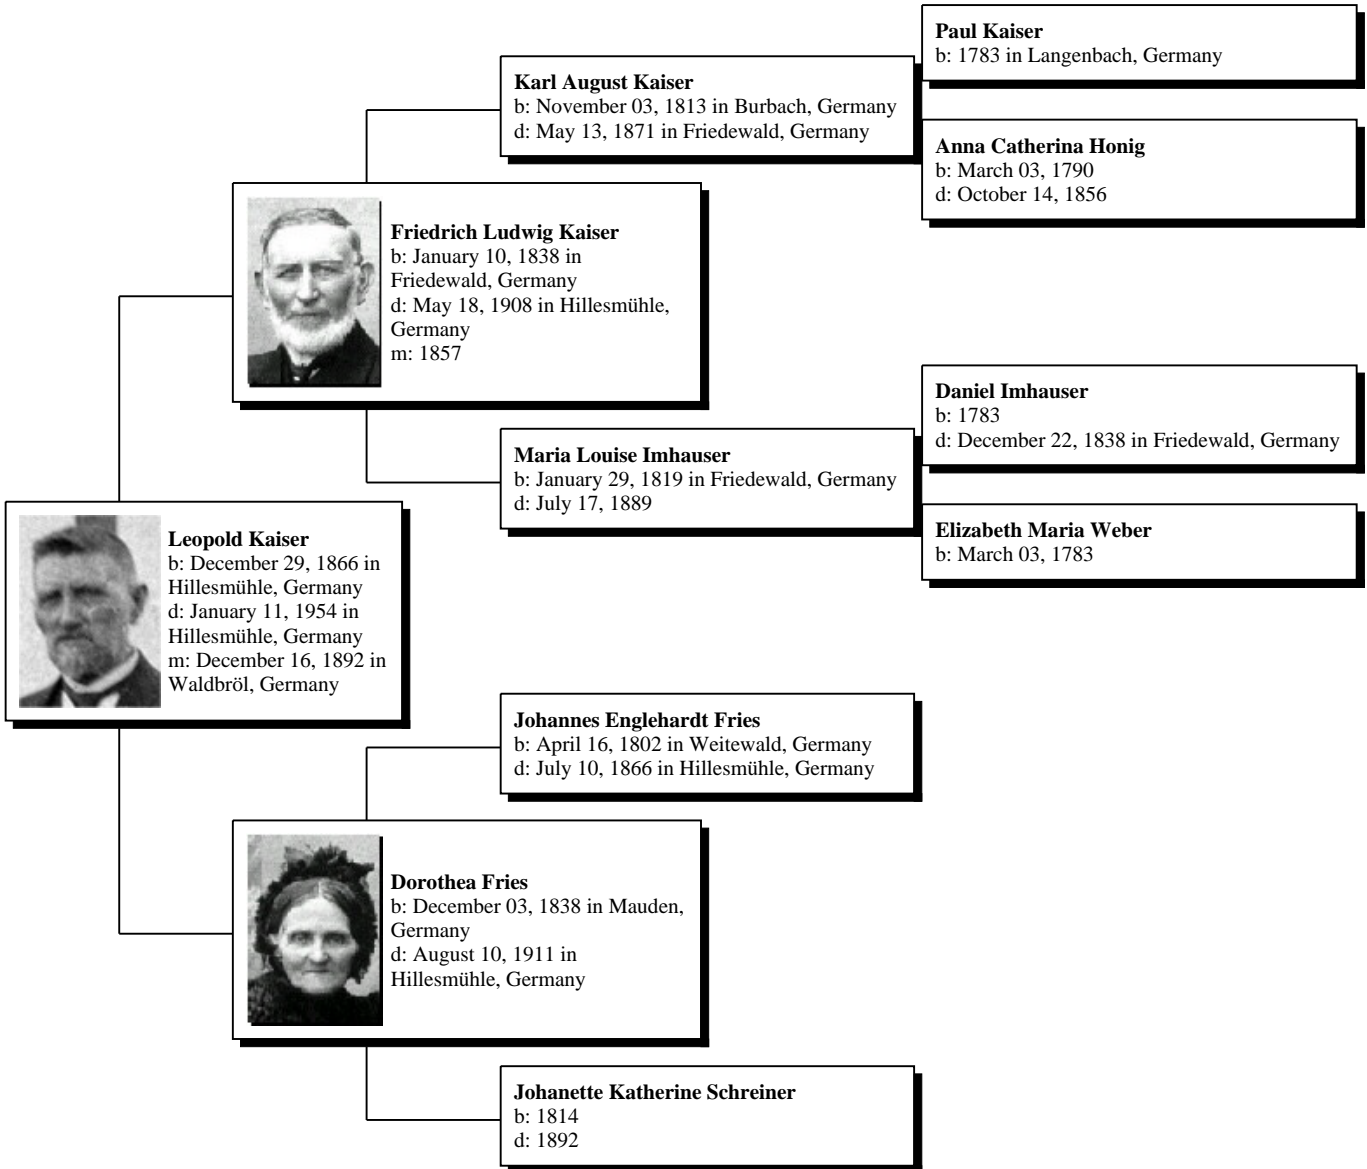 Paul Kaiser
b: 1783 in Langenbach, Germany
Karl August Kaiser
b: November 03, 1813 in Burbach, Germany
d: May 13, 1871 in Friedewald, Germany
Anna Catherina Honig
b: March 03, 1790
d: October 14, 1856
Friedrich Ludwig Kaiser
b: January 10, 1838 in
Friedewald, Germany
d: May 18, 1908 in Hillesmühle,
Germany
m: 1857
Daniel Imhauser
b: 1783
d: December 22, 1838 in Friedewald, Germany
Maria Louise Imhauser
b: January 29, 1819 in Friedewald, Germany
d: July 17, 1889
Elizabeth Maria Weber
b: March 03, 1783
Leopold Kaiser
b: December 29, 1866 in
Hillesmühle, Germany
d: January 11, 1954 in
Hillesmühle, Germany
m: December 16, 1892 in
Waldbröl, Germany
Johannes Englehardt Fries
b: April 16, 1802 in Weitewald, Germany
d: July 10, 1866 in Hillesmühle, Germany
Dorothea Fries
b: December 03, 1838 in Mauden,
Germany
d: August 10, 1911 in
Hillesmühle, Germany
Johanette Katherine Schreiner
b: 1814
d: 1892